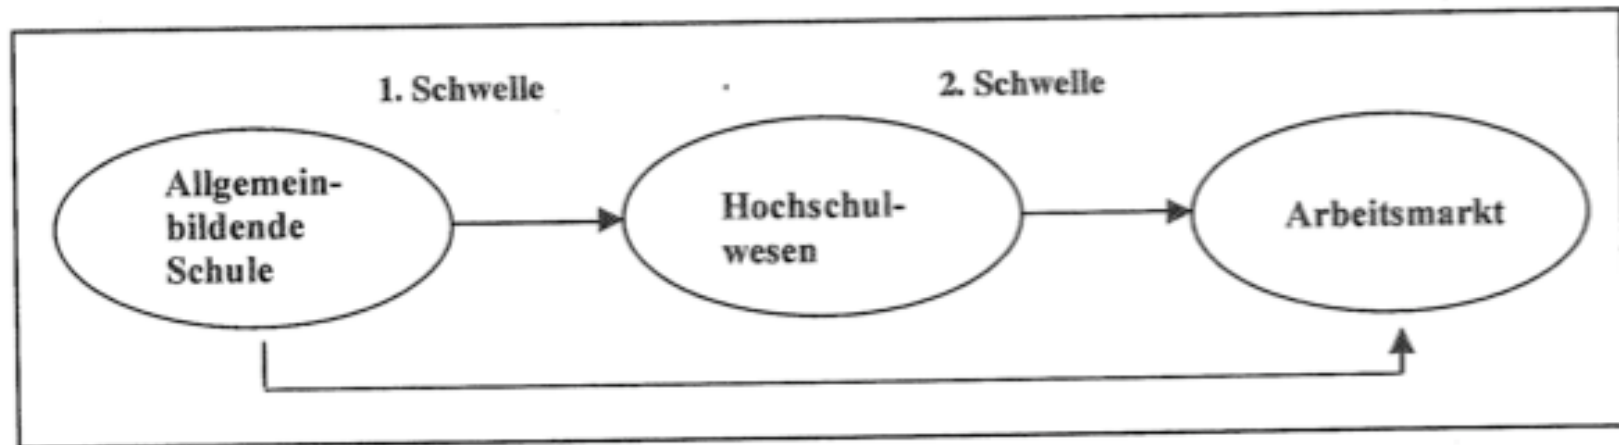 1. Schwelle
2. Schwelle
Allgemein-
bildende
Schule
Hochschul-
wesen
Arbeitsmarkt